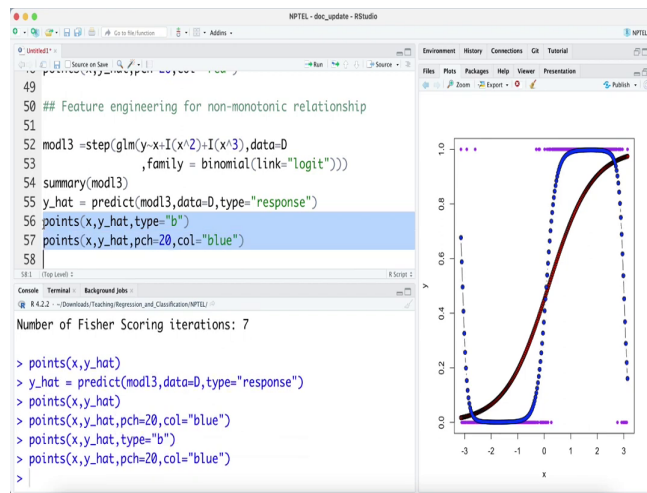 NPTEL - doc_update - RStudio
Go to file/function
Addins
NPTEL
Untitled1*
Source on Save
Run
Source
points(x,y_hat,pch=20,col="red")
49
50 ## Feature engineering for non-monotonic relationship
51
52 modl3 =step(glm(y~x+I(x^2)+I(x^3),data=D
53 ,family = binomial(link="logit")))
54 summary(modl3)
55 y_hat = predict(modl3,data=D,type="response")
56 points(x,y_hat,type="b")
57 points(x,y_hat,pch=20,col="blue")
58
58:1 (Top Level) R Script
Console Terminal Background Jobs
R 4.2.2 · ~/Downloads/Teaching/Regression_and_Classification/NPTEL/
Number of Fisher Scoring iterations: 7
> points(x,y_hat)
> y_hat = predict(modl3,data=D,type="response")
> points(x,y_hat)
> points(x,y_hat,pch=20,col="blue")
> points(x,y_hat,type="b")
> points(x,y_hat,pch=20,col="blue")
>
Environment History Connections Git Tutorial
Files Plots Packages Help Viewer Presentation
Zoom Export Publish
1.0
0.8
0.6
y
0.4
0.2
0.0
-3 -2 -1 0 1 2 3
x